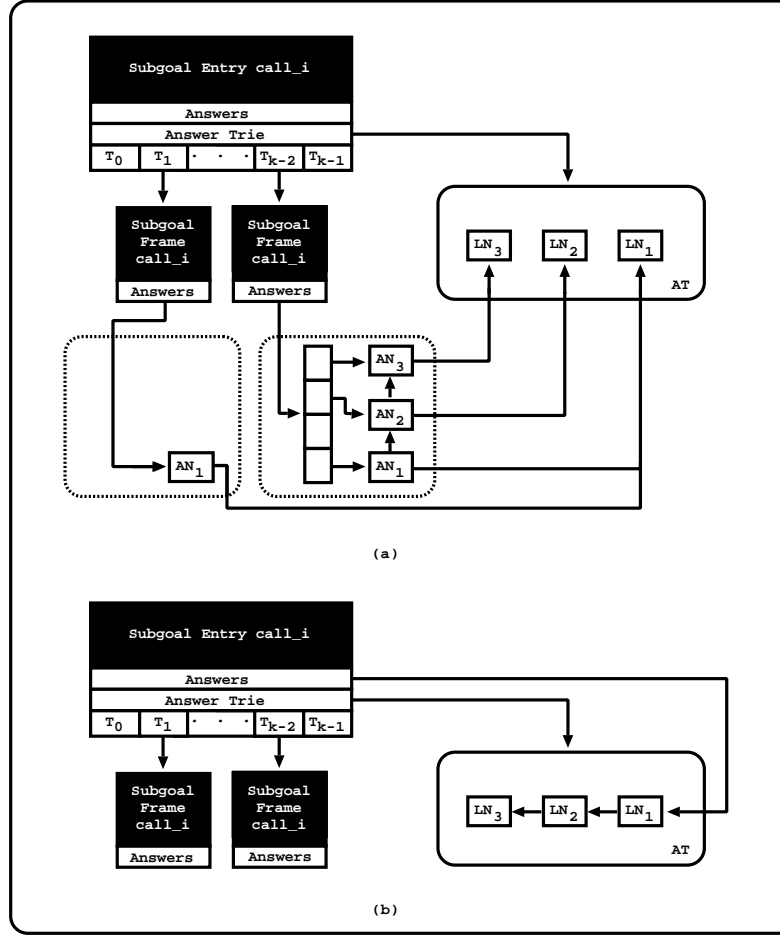 Subgoal Entry call_i
Answers
Answer Trie
T0 T1 · · · Tk-2 Tk-1
Subgoal Frame call_i
Subgoal Frame call_i
Answers
Answers
LN3 LN2 LN1
AT
AN3
AN2
AN1
AN1
(a)
Subgoal Entry call_i
Answers
Answer Trie
T0 T1 · · · Tk-2 Tk-1
Subgoal Frame call_i
Subgoal Frame call_i
Answers
Answers
LN3 LN2 LN1
AT
(b)